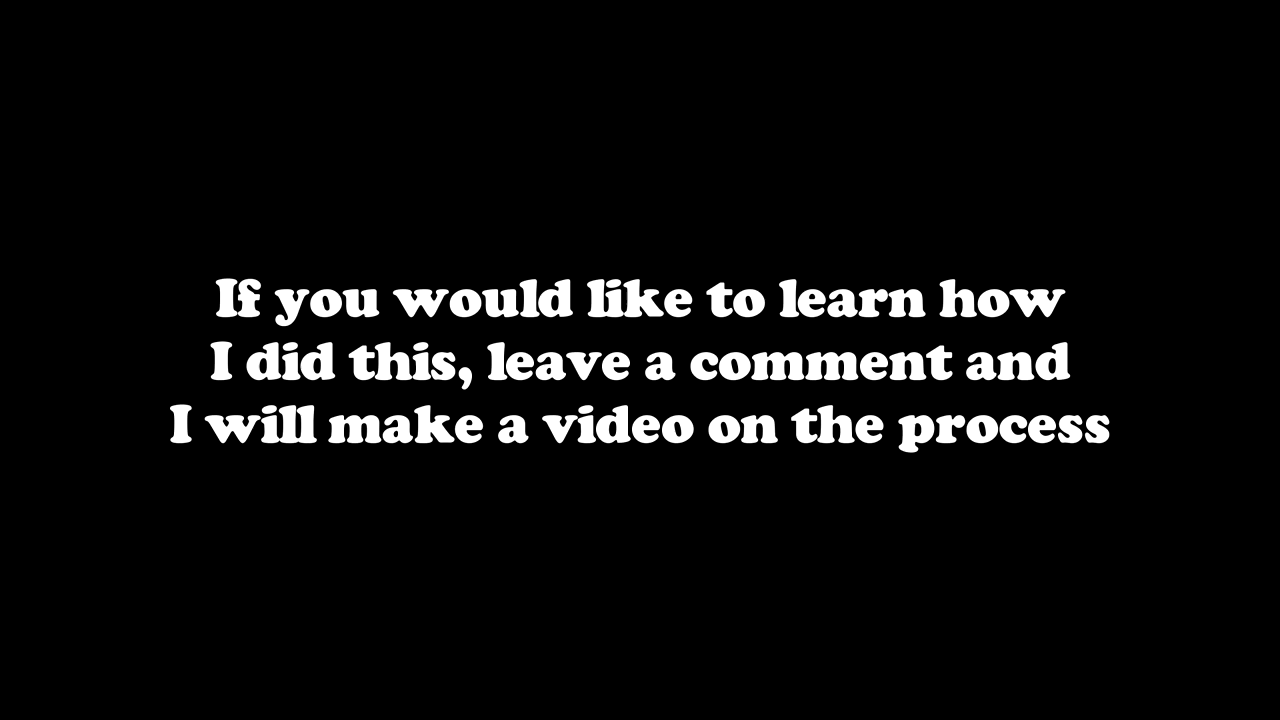 If you would like to learn how
I did this, leave a comment and
I will make a video on the process